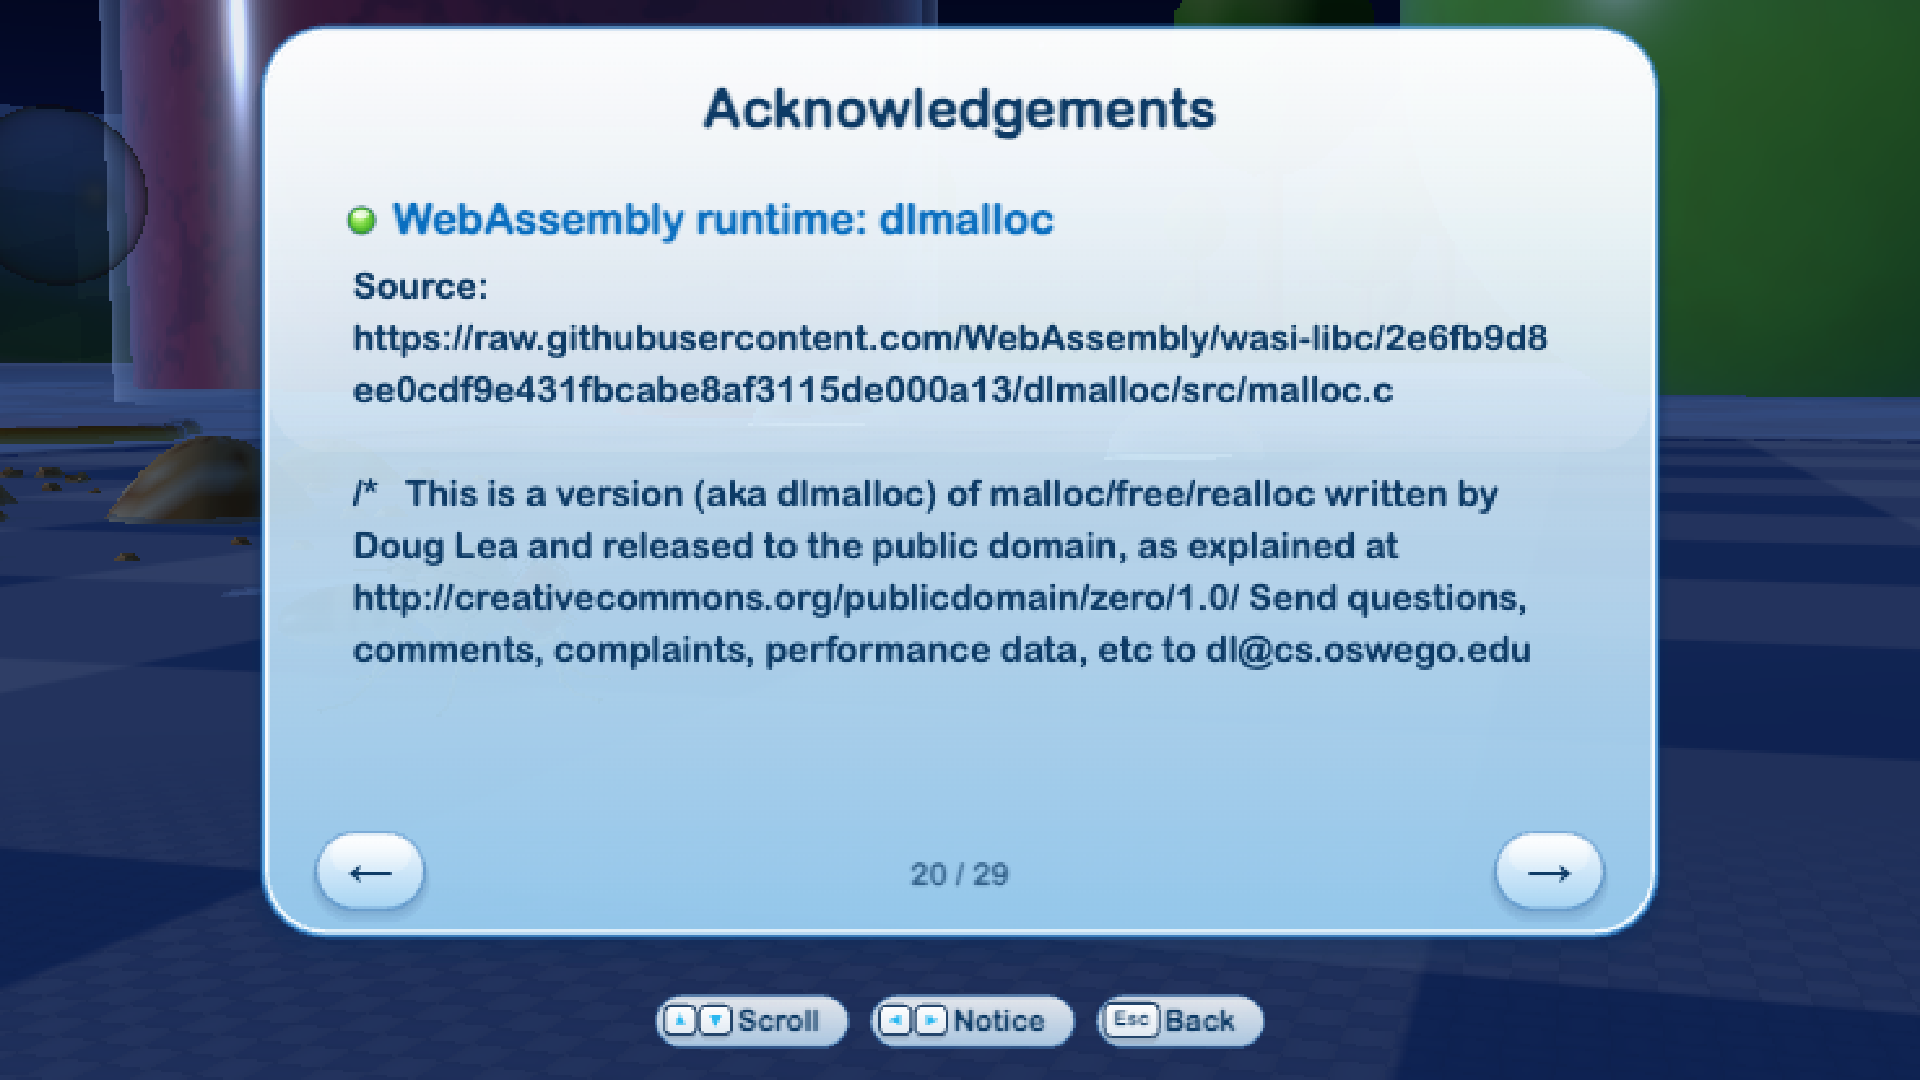 Acknowledgements
WebAssembly runtime: dlmalloc
Source:
https://raw.githubusercontent.com/WebAssembly/wasi-libc/2e6fb9d8
ee0cdf9e431fbcabe8af3115de000a13/dlmalloc/src/malloc.c
/*   This is a version (aka dlmalloc) of malloc/free/realloc written by
Doug Lea and released to the public domain, as explained at
http://creativecommons.org/publicdomain/zero/1.0/ Send questions,
comments, complaints, performance data, etc to dl@cs.oswego.edu
← 20 / 29 →
Scroll Notice Esc Back